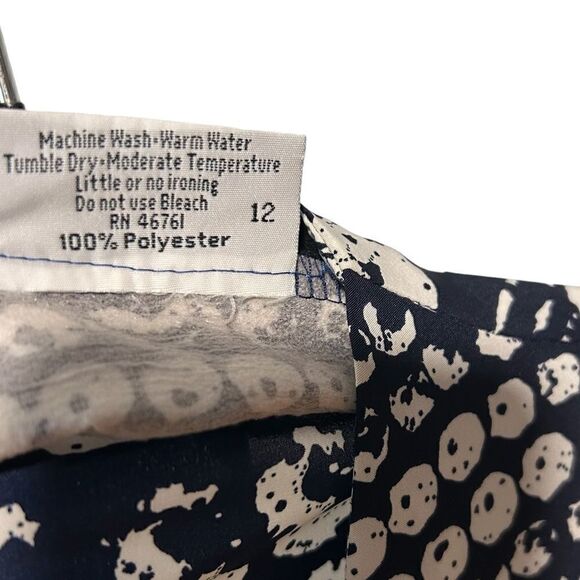 Machine Wash•Warm Water
Tumble Dry•Moderate Temperature
Little or no ironing
Do not use Bleach
RN 46761
12
100% Polyester